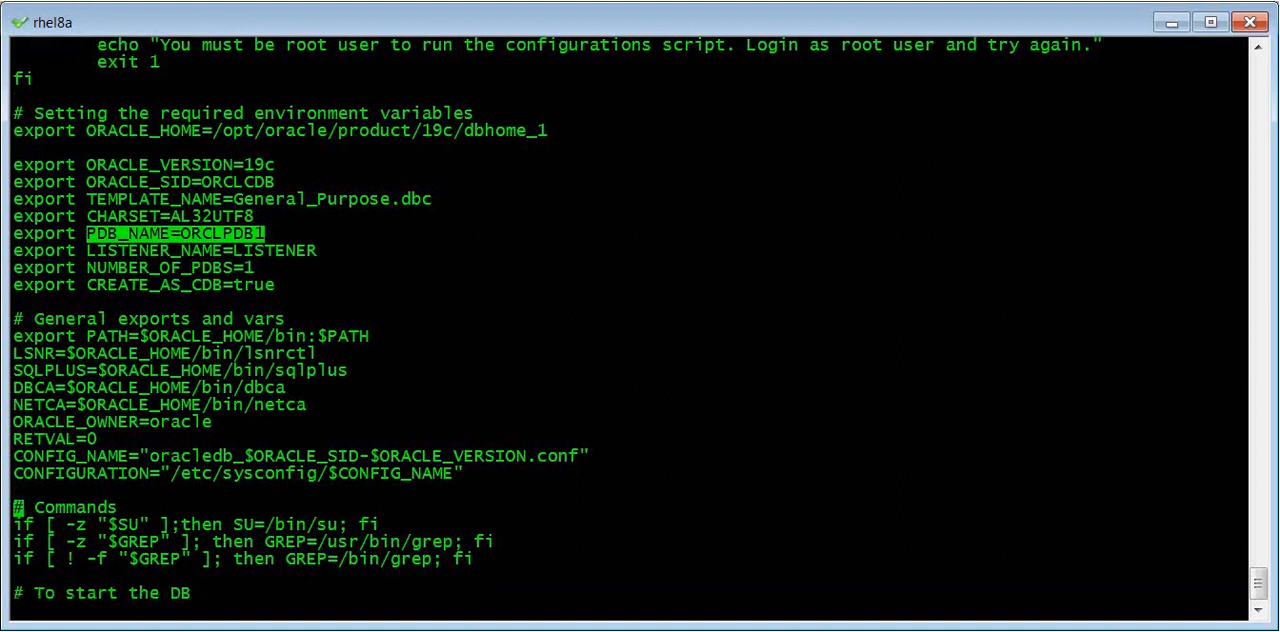 rhel8a
echo "You must be root user to run the configurations script. Login as root user and try again."
exit 1
fi
# Setting the required environment variables
export ORACLE_HOME=/opt/oracle/product/19c/dbhome_1
export ORACLE_VERSION=19c
export ORACLE_SID=ORCLCDB
export TEMPLATE_NAME=General_Purpose.dbc
export CHARSET=AL32UTF8
export PDB_NAME=ORCLPDB1
export LISTENER_NAME=LISTENER
export NUMBER_OF_PDBS=1
export CREATE_AS_CDB=true
# General exports and vars
export PATH=$ORACLE_HOME/bin:$PATH
LSNR=$ORACLE_HOME/bin/lsnrctl
SQLPLUS=$ORACLE_HOME/bin/sqlplus
DBCA=$ORACLE_HOME/bin/dbca
NETCA=$ORACLE_HOME/bin/netca
ORACLE_OWNER=oracle
RETVAL=0
CONFIG_NAME="oracledb_$ORACLE_SID-$ORACLE_VERSION.conf"
CONFIGURATION="/etc/sysconfig/$CONFIG_NAME"
# Commands
if [ -z "$SU" ];then SU=/bin/su; fi
if [ -z "$GREP" ]; then GREP=/usr/bin/grep; fi
if [ ! -f "$GREP" ]; then GREP=/bin/grep; fi
# To start the DB